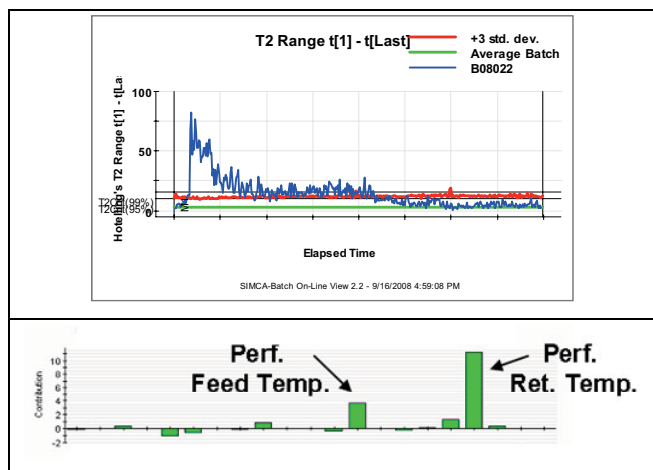 T2 Range t[1] - t[Last]
+3 std. dev.
Average Batch
B08022
Hotelling's T2 Range t[1] - t[La
100
50
0
T2Crit(99%)
T2Crit(95%)
Elapsed Time
SIMCA-Batch On-Line View 2.2 - 9/16/2008 4:59:08 PM
Contribution
10
8
6
4
2
0
-2
Perf.
Feed Temp.
Perf.
Ret. Temp.